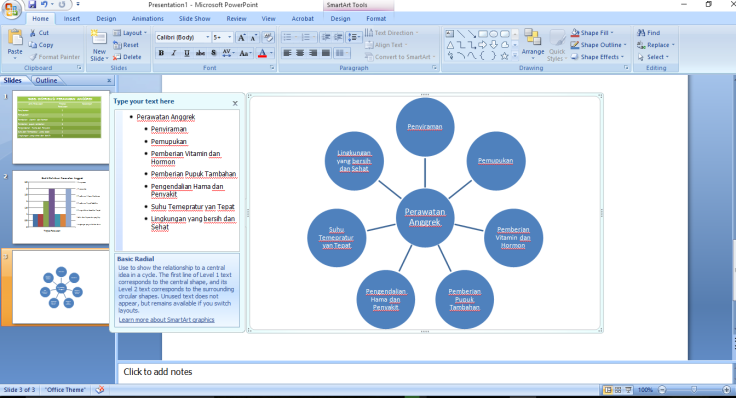 Presentation1 - Microsoft PowerPoint
SmartArt Tools
Home
Insert
Design
Animations
Slide Show
Review
View
Acrobat
Design
Format
Paste
Cut
Copy
Format Painter
Clipboard
New
Slide
Layout
Reset
Delete
Slides
Calibri (Body)
5+
Font
Text Direction
Align Text
Convert to SmartArt
Paragraph
Arrange
Quick
Styles
Shape Fill
Shape Outline
Shape Effects
Drawing
Find
Replace
Select
Editing
Slides
Outline
1
2
3
Type your text here
Perawatan Anggrek
Penyiraman
Pemupukan
Pemberian Vitamin dan
Hormon
Pemberian Pupuk Tambahan
Pengendalian Hama dan
Penyakit
Suhu Temepratur yan Tepat
Lingkungan yang bersih dan
Sehat
Basic Radial
Use to show the relationship to a central
idea in a cycle. The first line of Level 1 text
corresponds to the central shape, and its
Level 2 text corresponds to the surrounding
circular shapes. Unused text does not
appear, but remains available if you switch
layouts.
Learn more about SmartArt graphics
Penyiraman
Pemupukan
Pemberian
Vitamin dan
Hormon
Pemberian
Pupuk
Tambahan
Pengendalian
Hama dan
Penyakit
Suhu
Temepratur
yan Tepat
Lingkungan
yang bersih
dan Sehat
Perawatan
Anggrek
Click to add notes
Slide 3 of 3
"Office Theme"
100%